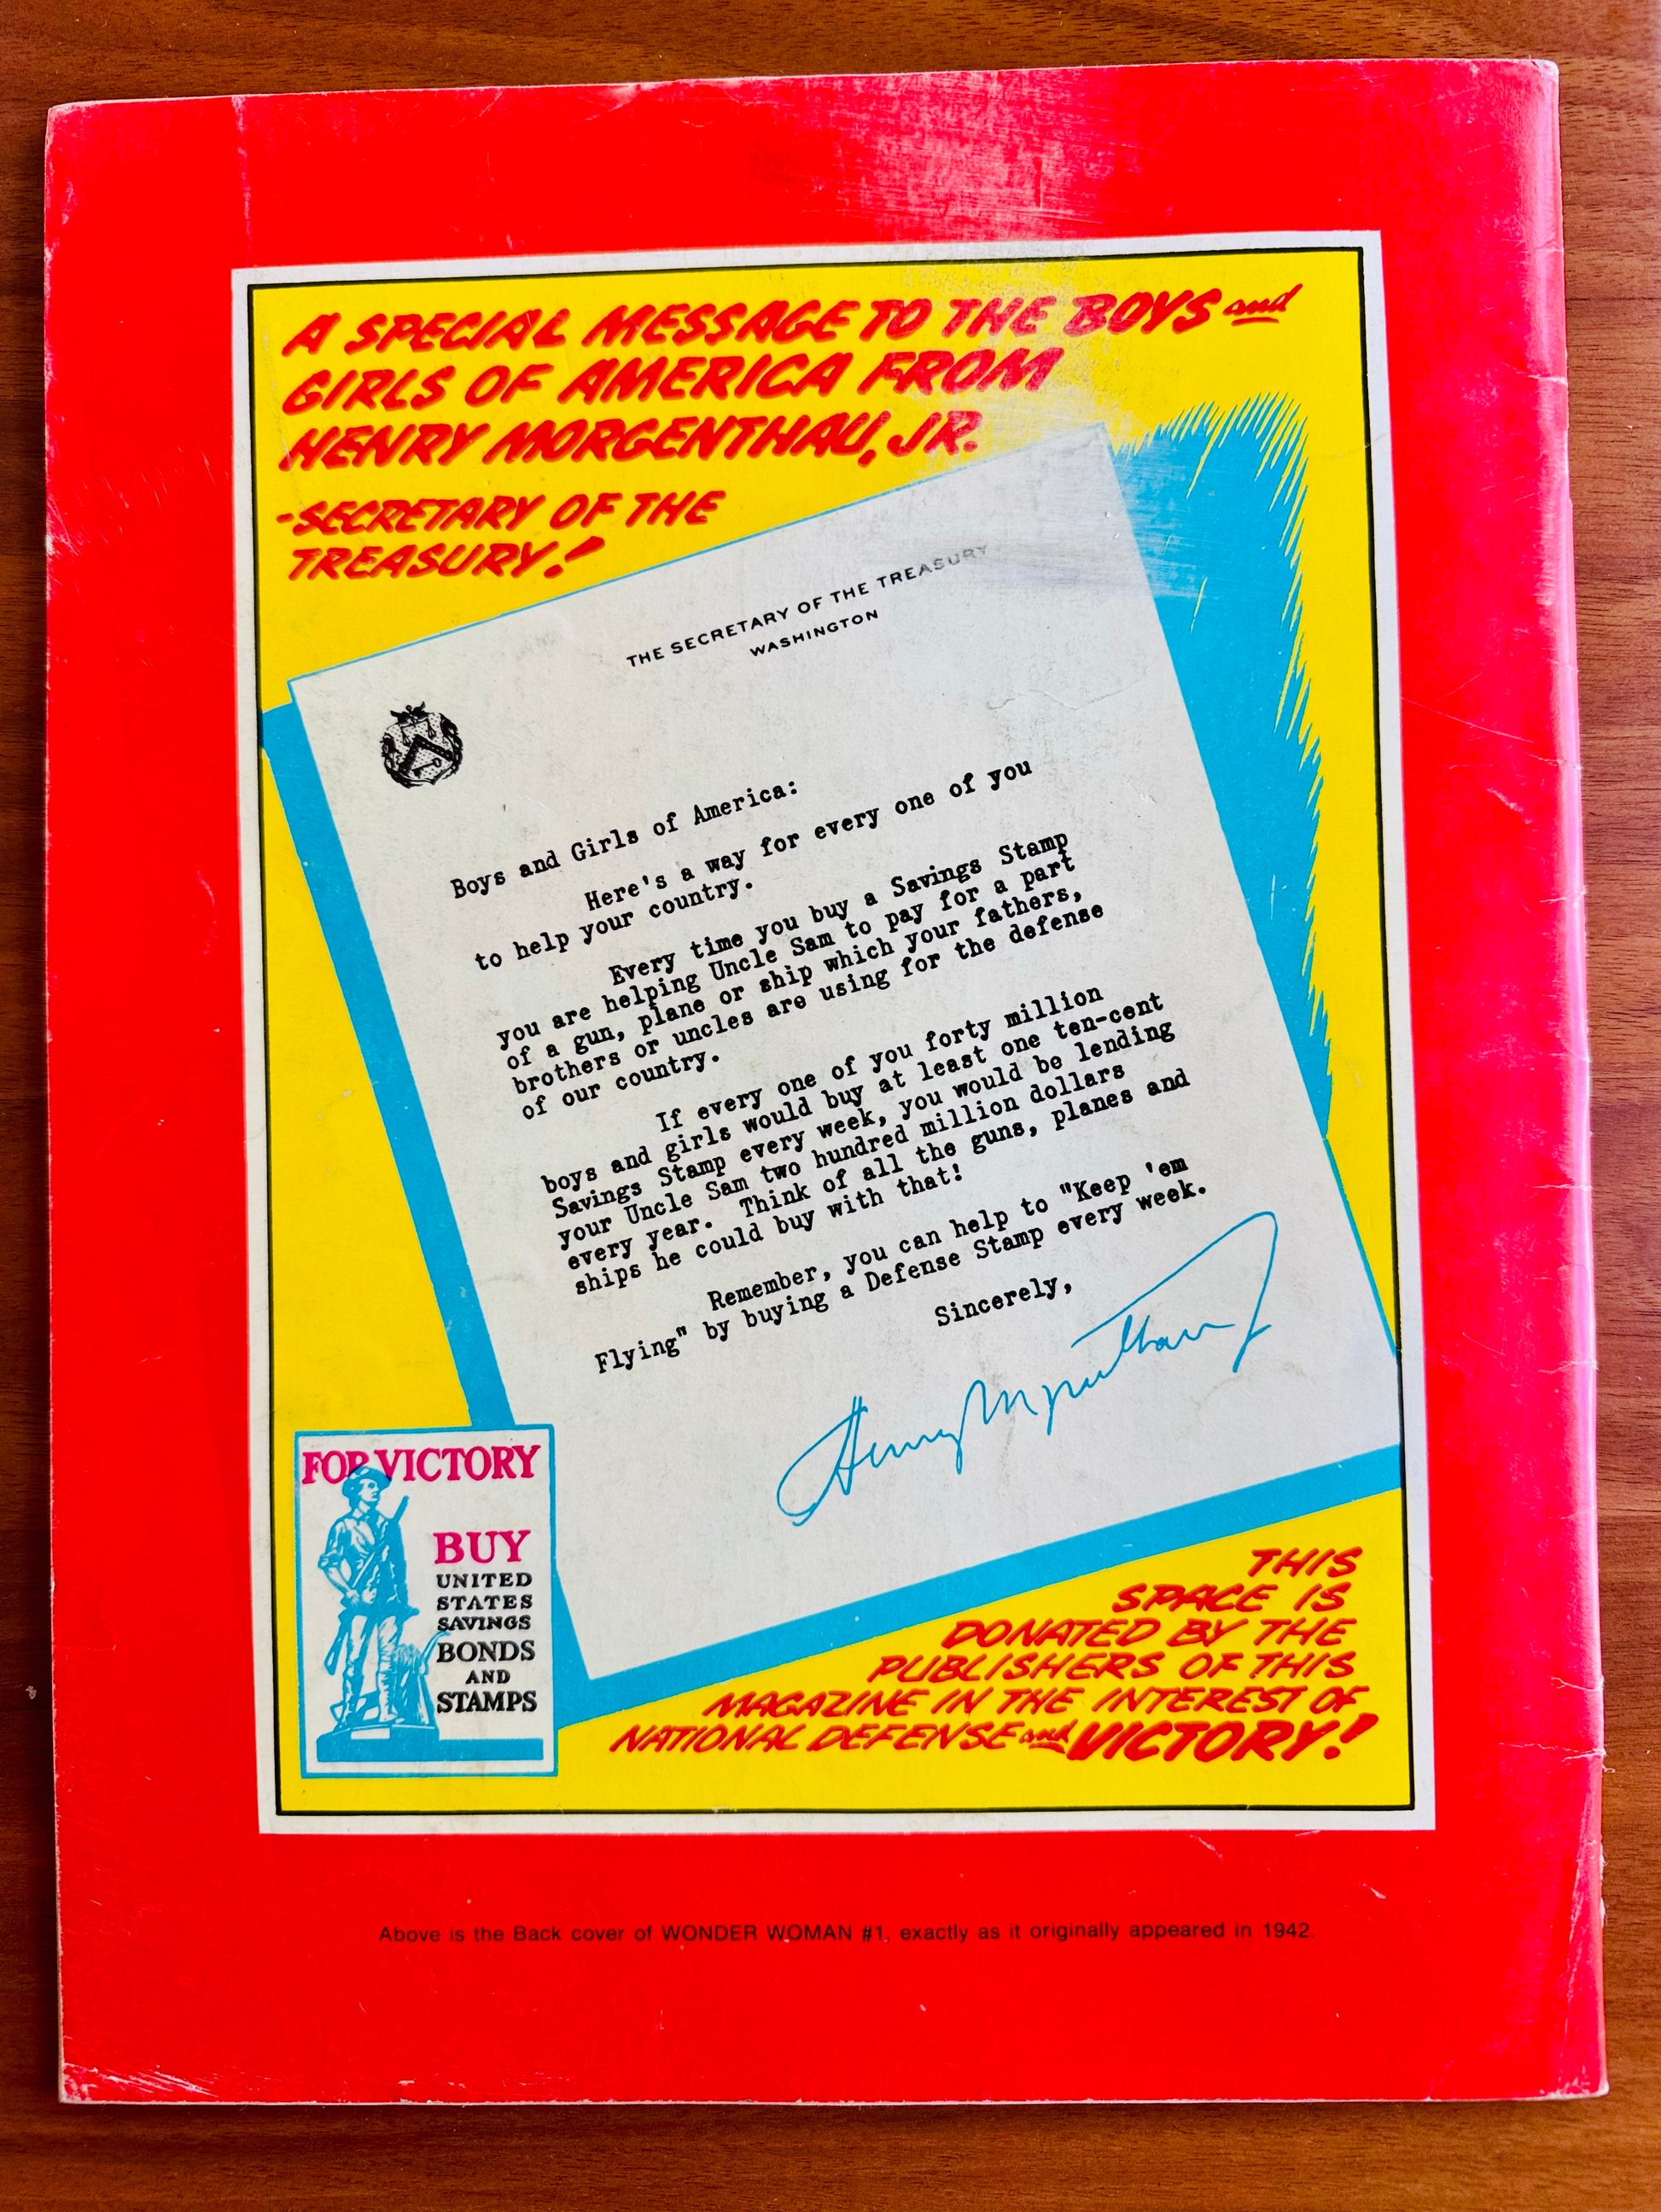 A SPECIAL MESSAGE TO THE BOYS and
GIRLS OF AMERICA FROM
HENRY MORGENTHAU, JR.
-SECRETARY OF THE
TREASURY!
THE SECRETARY OF THE TREASURY
WASHINGTON
Boys and Girls of America:
Here's a way for every one of you
to help your country.
Every time you buy a Savings Stamp
you are helping Uncle Sam to pay for a part
of a gun, plane or ship which your fathers,
brothers or uncles are using for the defense
of our country.
If every one of you forty million
boys and girls would buy at least one ten-cent
Savings Stamp every week, you would be lending
your Uncle Sam two hundred million dollars
every year. Think of all the guns, planes and
ships he could buy with that!
Remember, you can help to "Keep 'em
Flying" by buying a Defense Stamp every week.
Sincerely,
Henry Morgenthau Jr
FOR VICTORY
BUY
UNITED
STATES
SAVINGS
BONDS
AND
STAMPS
THIS
SPACE IS
DONATED BY THE
PUBLISHERS OF THIS
MAGAZINE IN THE INTEREST OF
NATIONAL DEFENSE and VICTORY!
Above is the Back cover of WONDER WOMAN #1, exactly as it originally appeared in 1942.